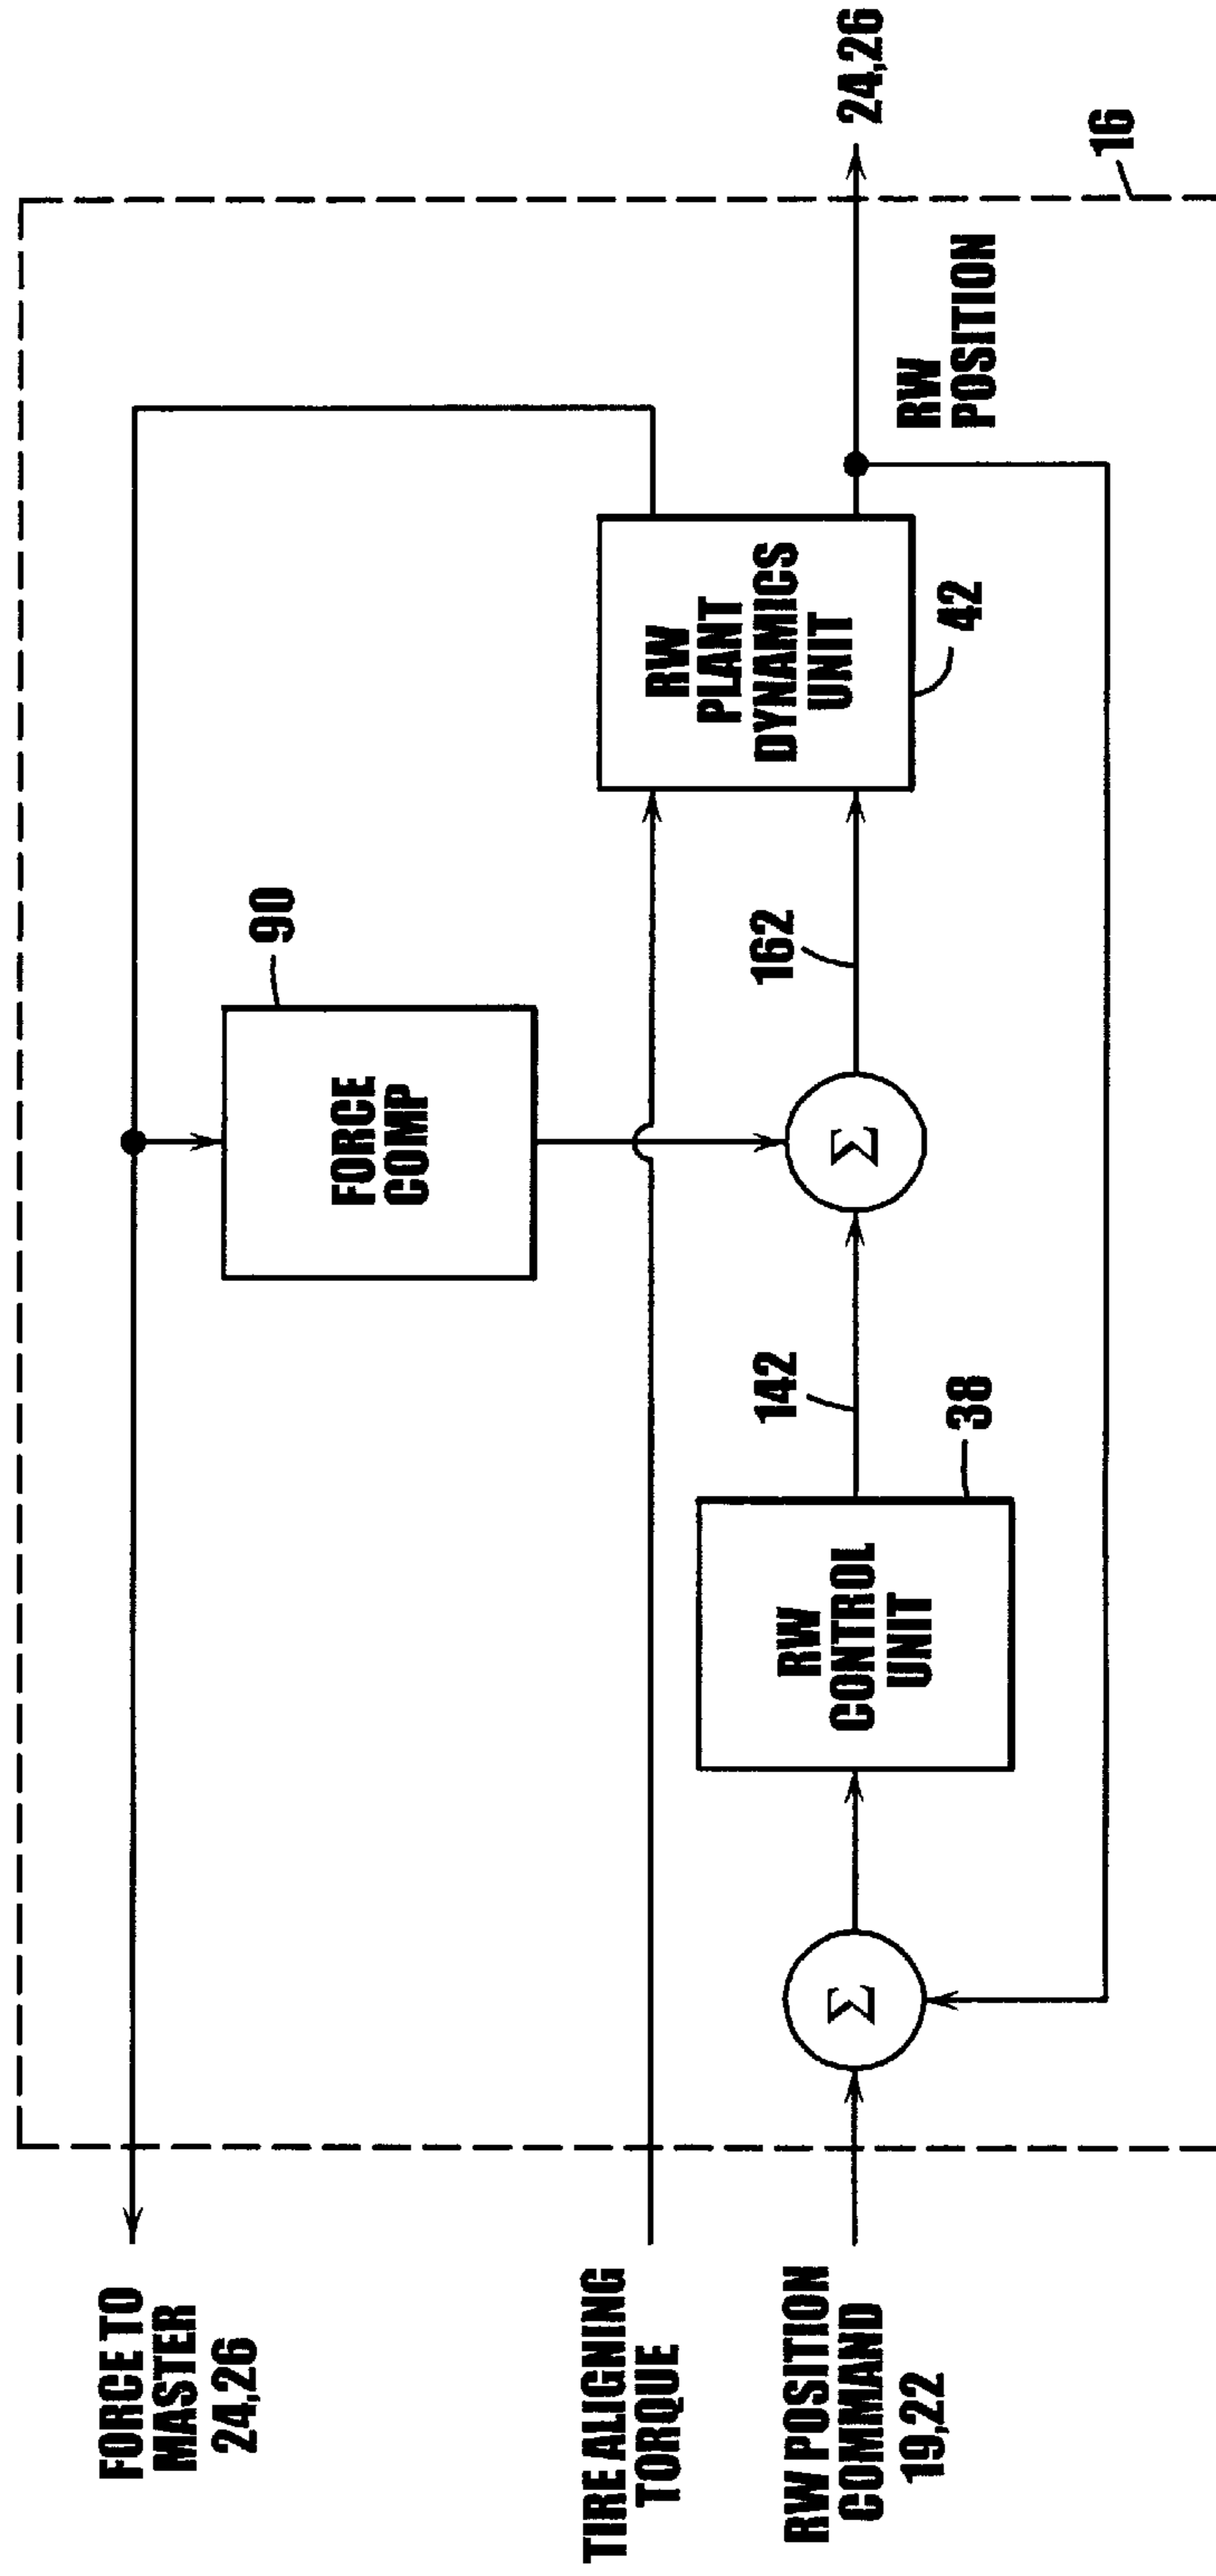 FORCE TO
MASTER
24,26
TIRE ALIGNING
TORQUE
RW POSITION
COMMAND
19,22
Σ
RW
CONTROL
UNIT
38
142
FORCE
COMP
90
Σ
162
RW
PLANT
DYNAMICS
UNIT
42
RW
POSITION
24,26
16